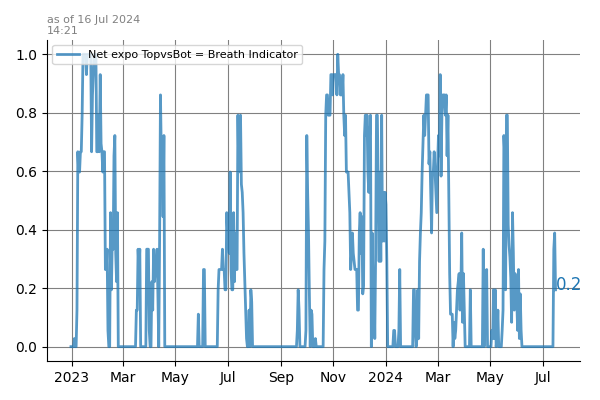 as of 16 Jul 2024
14:21
Net expo TopvsBot = Breath Indicator
1.0
0.8
0.6
0.4
0.2
0.0
0.2
2023 Mar May Jul Sep Nov 2024 Mar May Jul